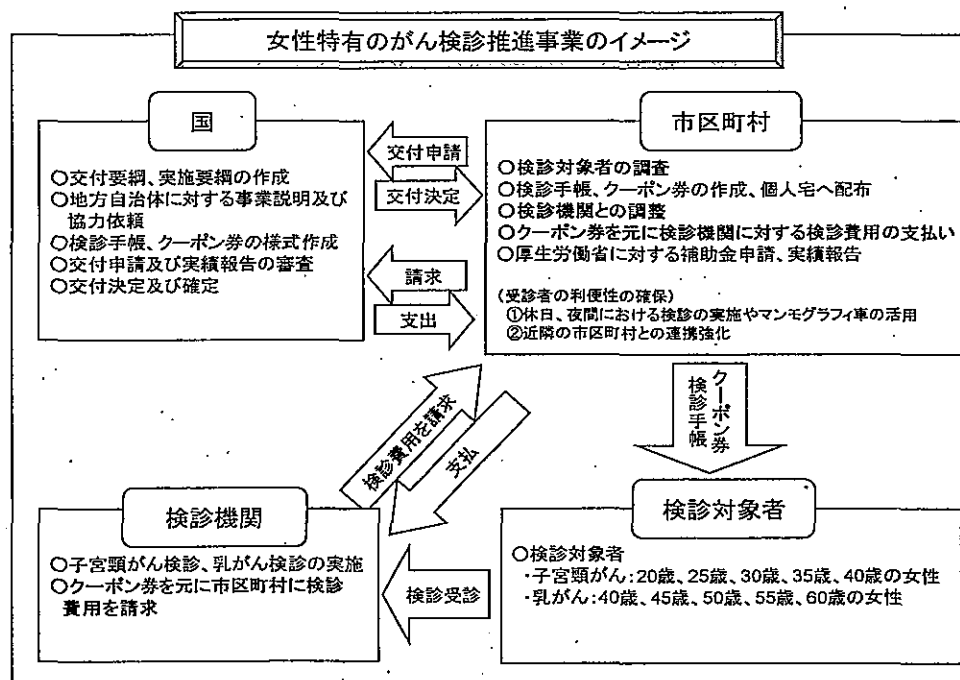 女性特有のがん検診推進事業のイメージ
国
○交付要綱、実施要綱の作成
○地方自治体に対する事業説明及び
協力依頼
○検診手帳、クーポン券の様式作成
○交付申請及び実績報告の審査
○交付決定及び確定
交付申請
交付決定
請求
支出
市区町村
○検診対象者の調査
○検診手帳、クーポン券の作成、個人宅へ配布
○検診機関との調整
○クーポン券を元に検診機関に対する検診費用の支払い
○厚生労働省に対する補助金申請、実績報告
(受診者の利便性の確保)
①休日、夜間における検診の実施やマンモグラフィ車の活用
②近隣の市区町村との連携強化
クーポン券
検診手帳
検診費用を請求
支払
検診機関
○子宮頸がん検診、乳がん検診の実施
○クーポン券を元に市区町村に検診
費用を請求
検診受診
検診対象者
○検診対象者
・子宮頸がん:20歳、25歳、30歳、35歳、40歳の女性
・乳がん:40歳、45歳、50歳、55歳、60歳の女性